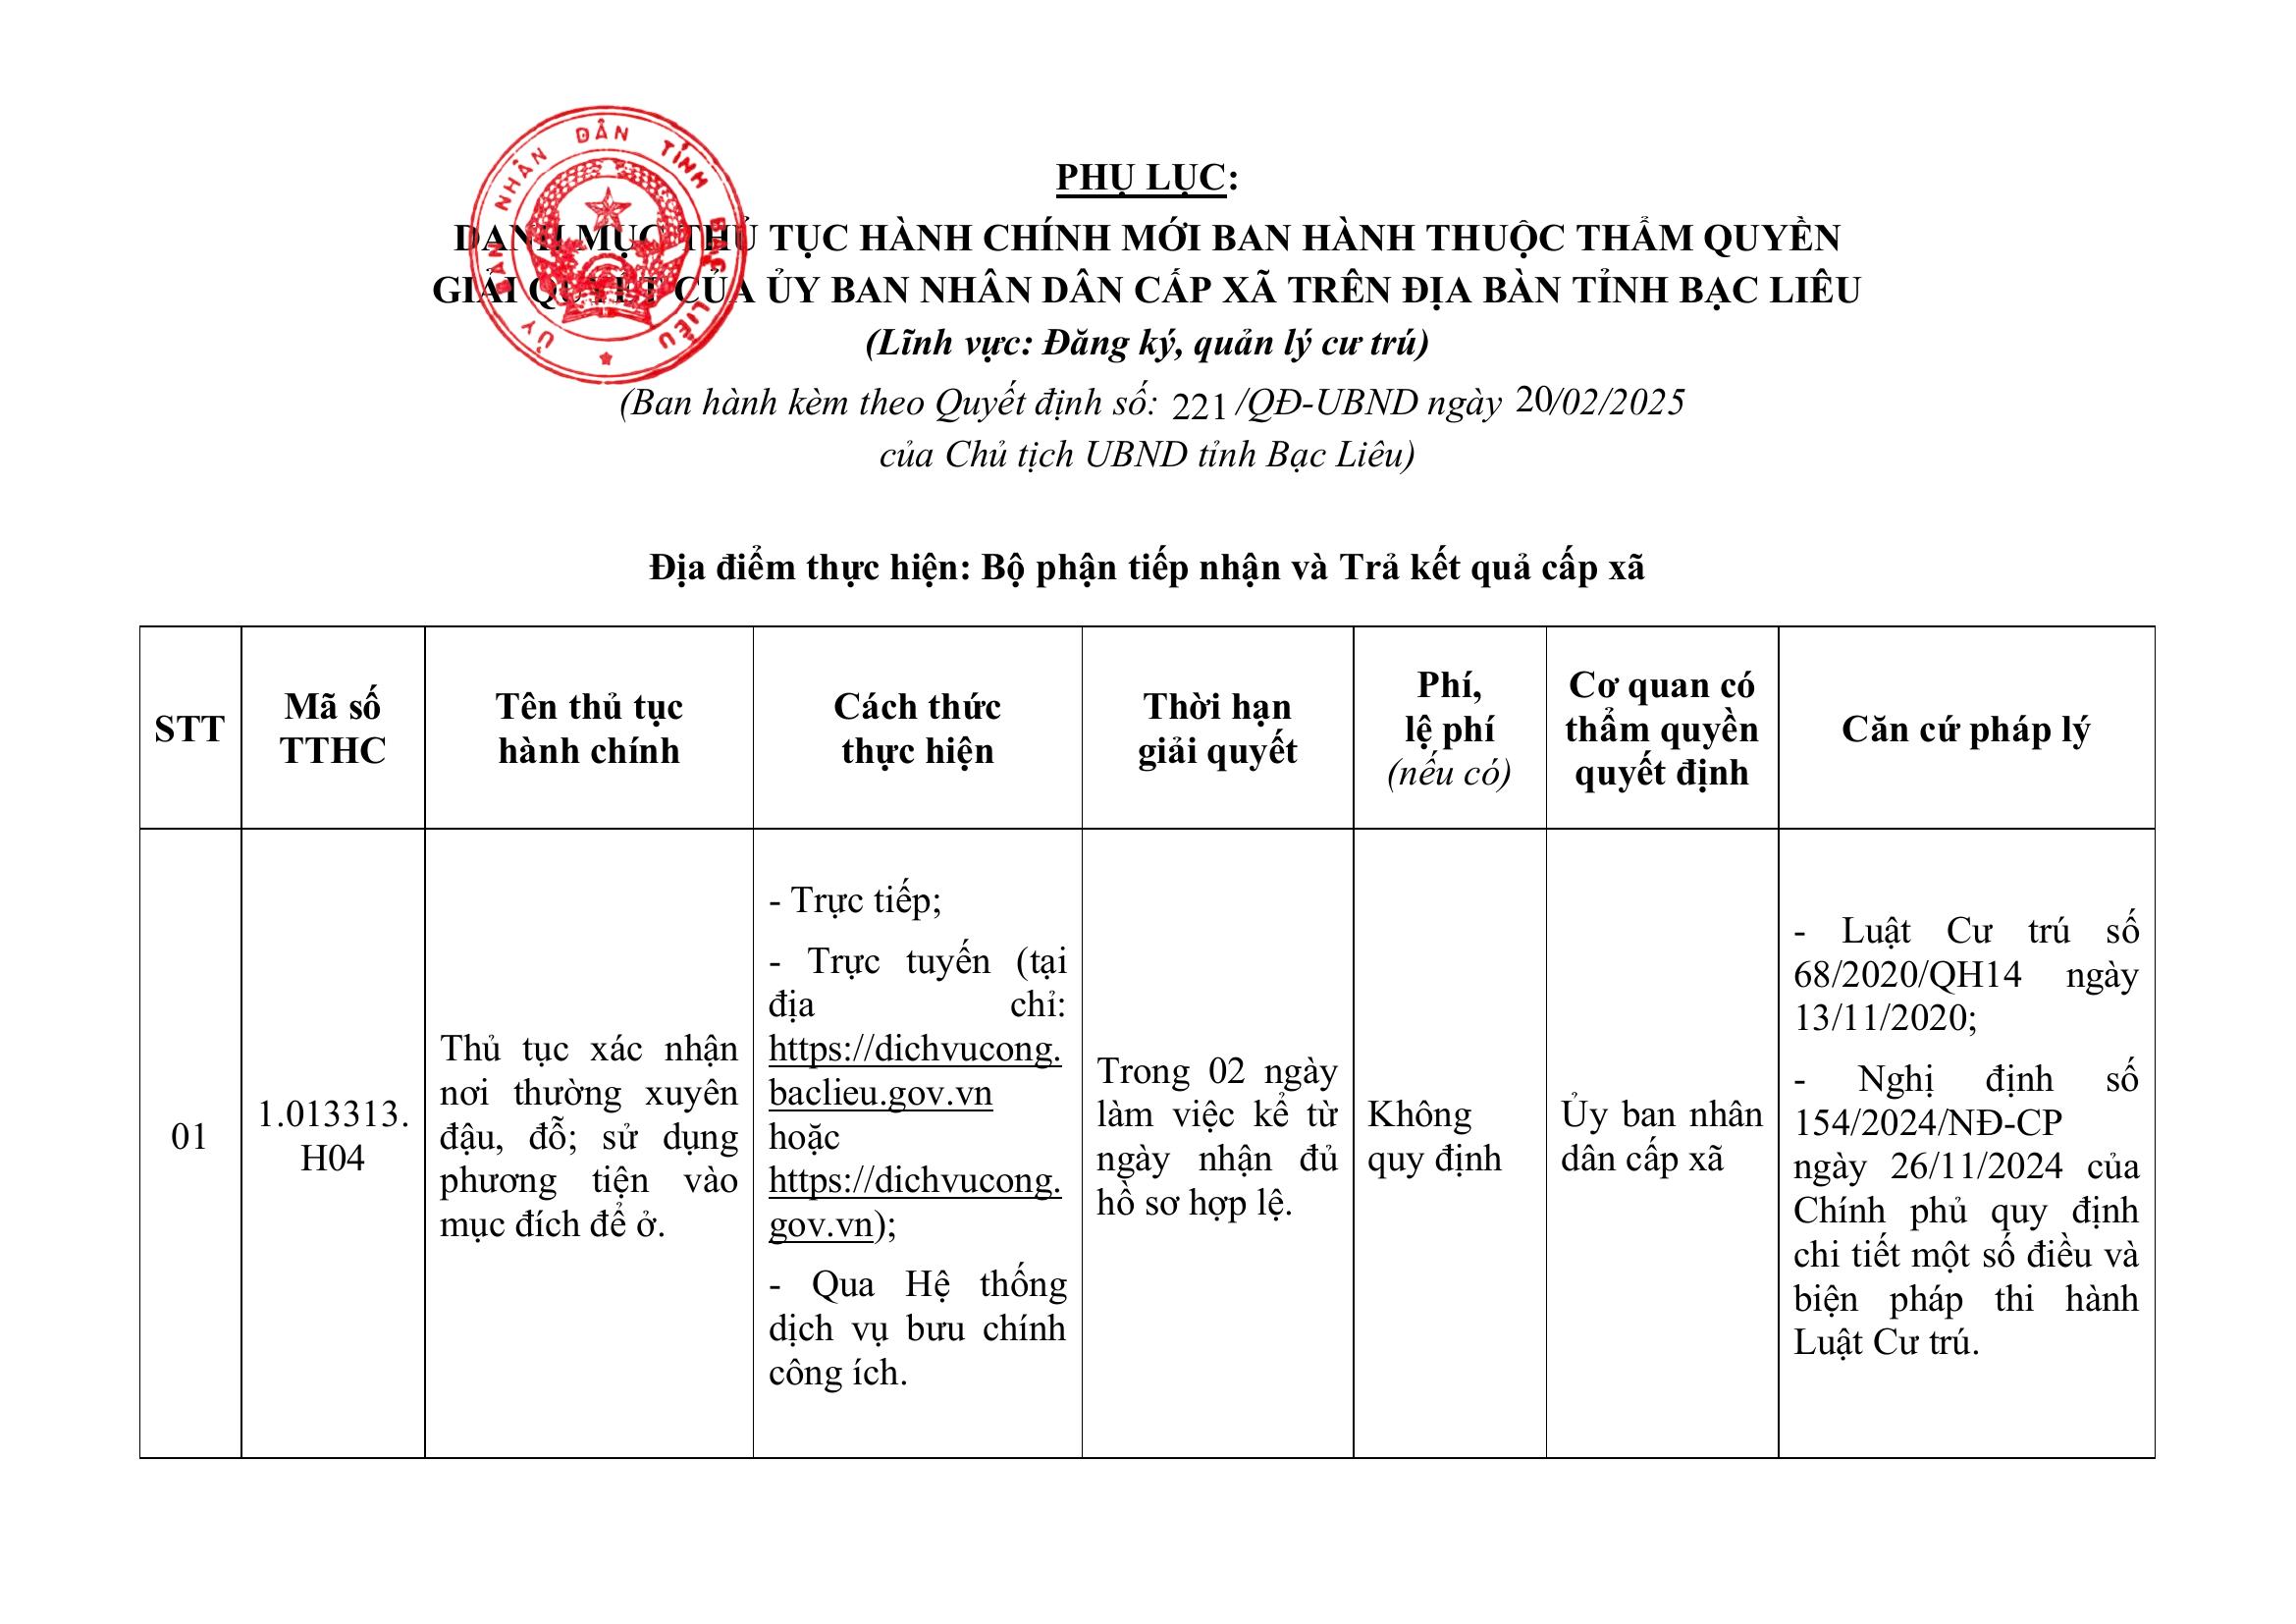 ỦY BAN NHÂN DÂN TỈNH BẠC LIÊU
PHỤ LỤC:
DANH MỤC THỦ TỤC HÀNH CHÍNH MỚI BAN HÀNH THUỘC THẨM QUYỀN
GIẢI QUYẾT CỦA ỦY BAN NHÂN DÂN CẤP XÃ TRÊN ĐỊA BÀN TỈNH BẠC LIÊU
(Lĩnh vực: Đăng ký, quản lý cư trú)
(Ban hành kèm theo Quyết định số: 221 /QĐ-UBND ngày 20/02/2025
của Chủ tịch UBND tỉnh Bạc Liêu)
Địa điểm thực hiện: Bộ phận tiếp nhận và Trả kết quả cấp xã
STT
Mã số
TTHC
Tên thủ tục
hành chính
Cách thức
thực hiện
Thời hạn
giải quyết
Phí,
lệ phí
(nếu có)
Cơ quan có
thẩm quyền
quyết định
Căn cứ pháp lý
01
1.013313.
H04
Thủ tục xác nhận
nơi thường xuyên
đậu, đỗ; sử dụng
phương tiện vào
mục đích để ở.
- Trực tiếp;
- Trực tuyến (tại
địa chỉ:
https://dichvucong.
baclieu.gov.vn
hoặc
https://dichvucong.
gov.vn);
- Qua Hệ thống
dịch vụ bưu chính
công ích.
Trong 02 ngày
làm việc kể từ
ngày nhận đủ
hồ sơ hợp lệ.
Không
quy định
Ủy ban nhân
dân cấp xã
- Luật Cư trú số
68/2020/QH14 ngày
13/11/2020;
- Nghị định số
154/2024/NĐ-CP
ngày 26/11/2024 của
Chính phủ quy định
chi tiết một số điều và
biện pháp thi hành
Luật Cư trú.